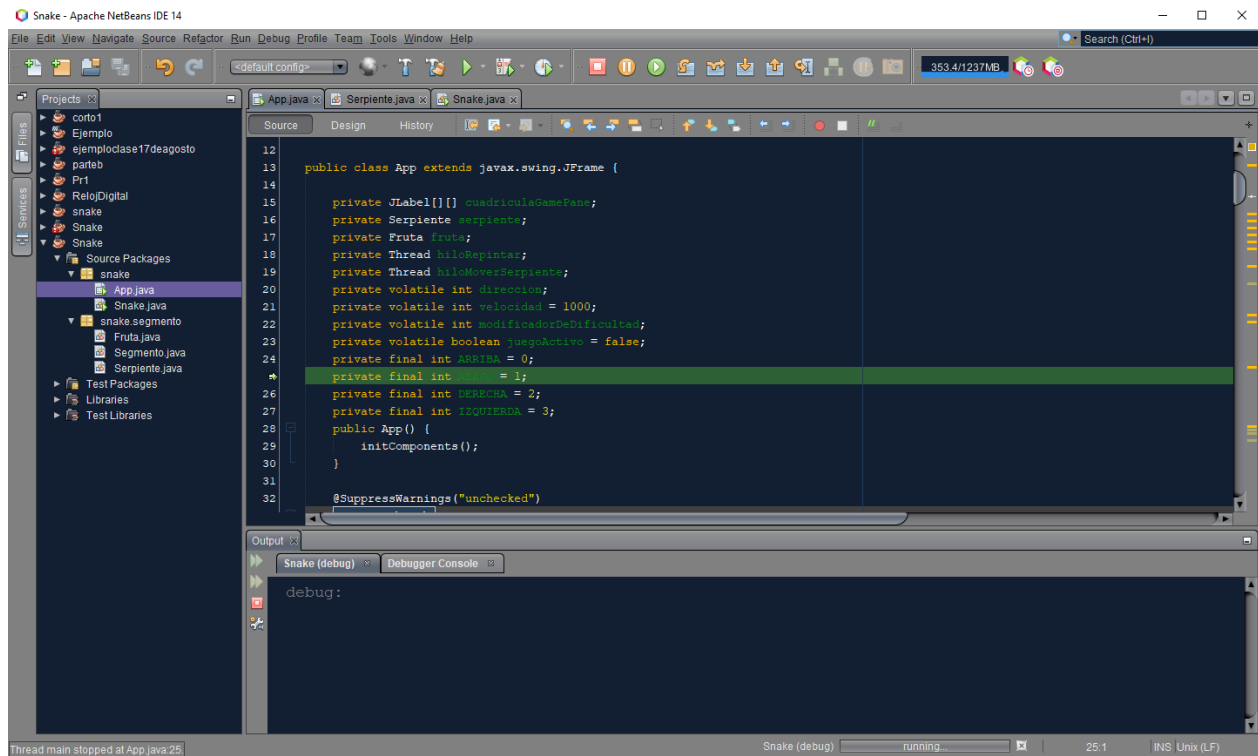 Snake - Apache NetBeans IDE 14
File Edit View Navigate Source Refactor Run Debug Profile Team Tools Window Help
Search (Ctrl+I)
<default config>
353.4/1237MB
Projects
App.java
Serpiente.java
Snake.java
Files
Services
corto1
Ejemplo
ejemploclase17deagosto
parteb
Pr1
RelojDigital
snake
Snake
Snake
Source Packages
snake
App.java
Snake.java
snake.segmento
Fruta.java
Segmento.java
Serpiente.java
Test Packages
Libraries
Test Libraries
Source Design History
12
13 public class App extends javax.swing.JFrame {
14
15 private JLabel[][] cuadriculaGamePane;
16 private Serpiente serpiente;
17 private Fruta fruta;
18 private Thread hiloRepintar;
19 private Thread hiloMoverSerpiente;
20 private volatile int direccion;
21 private volatile int velocidad = 1000;
22 private volatile int modificadorDeDificultad;
23 private volatile boolean juegoActivo = false;
24 private final int ARRIBA = 0;
private final int = 1;
26 private final int DERECHA = 2;
27 private final int IZQUIERDA = 3;
28 public App() {
29 initComponents();
30 }
31
32 @SuppressWarnings("unchecked")
Output
Snake (debug) Debugger Console
debug:
Thread main stopped at App.java:25
Snake (debug) running... 25:1 INS Unix (LF)